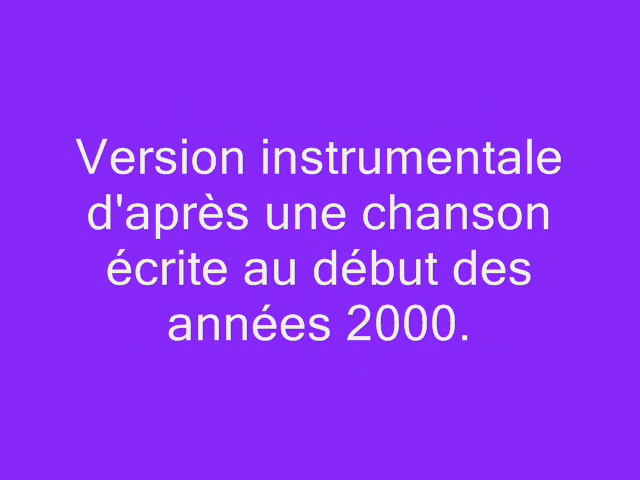 Version instrumentale
d'après une chanson
écrite au début des
années 2000.